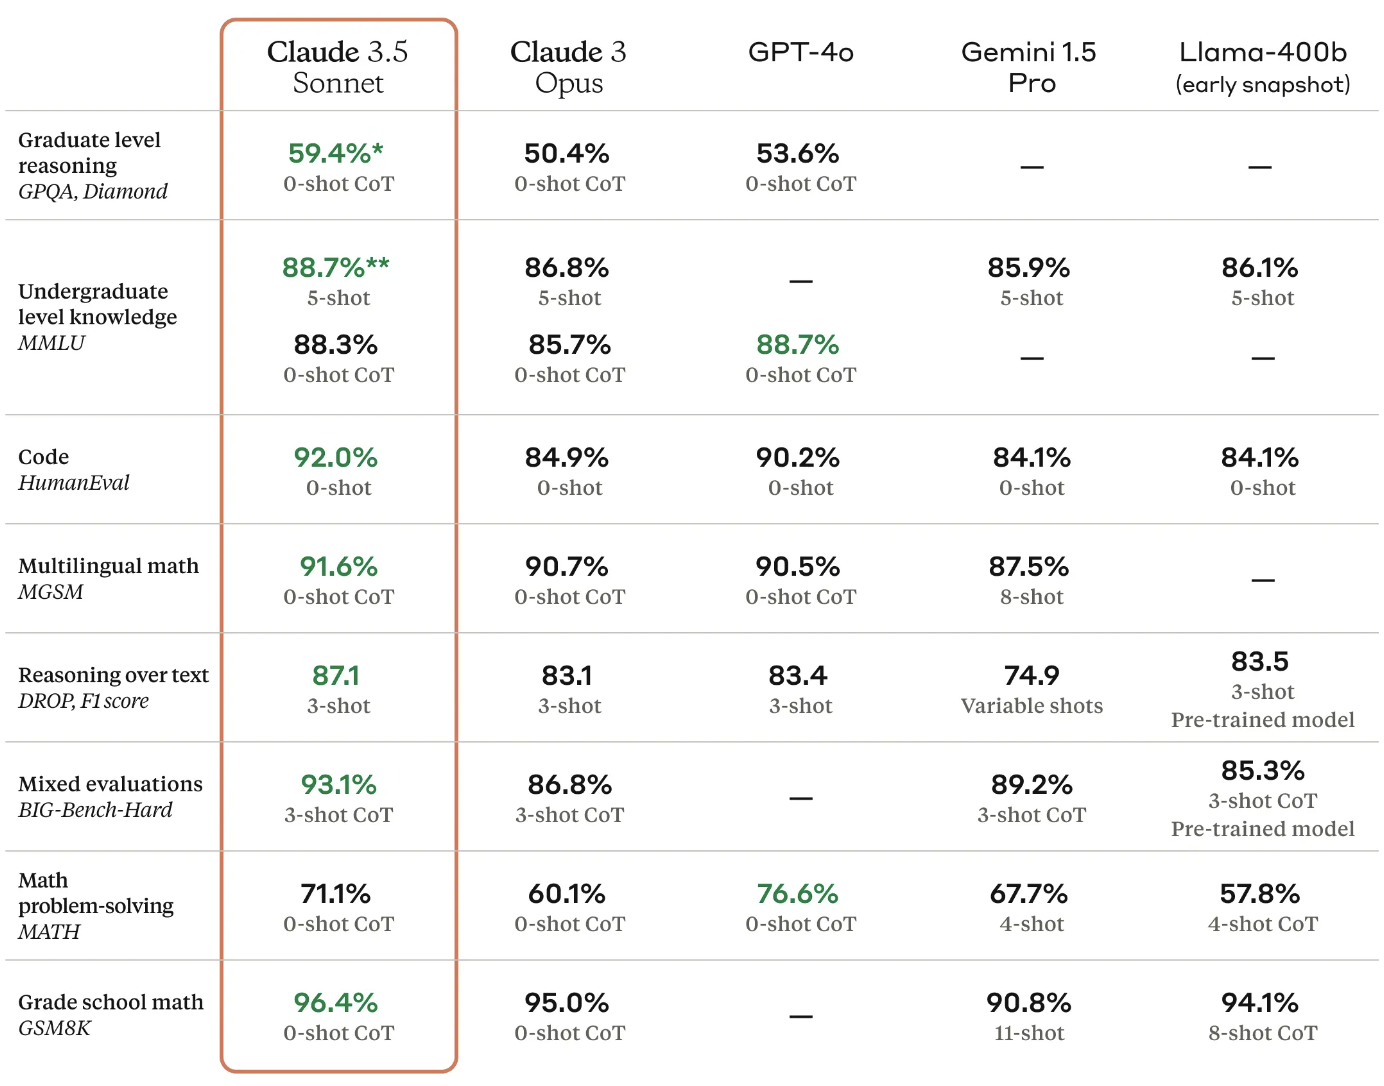 Claude 3.5 Sonnet
Claude 3 Opus
GPT-4o
Gemini 1.5 Pro
Llama-400b (early snapshot)
Graduate level
reasoning
GPQA, Diamond
59.4%* 50.4% 53.6% — —
0-shot CoT 0-shot CoT 0-shot CoT
Undergraduate
level knowledge
MMLU
88.7%** 86.8% — 85.9% 86.1%
5-shot 5-shot 5-shot 5-shot
88.3% 85.7% 88.7% — —
0-shot CoT 0-shot CoT 0-shot CoT
Code
HumanEval
92.0% 84.9% 90.2% 84.1% 84.1%
0-shot 0-shot 0-shot 0-shot 0-shot
Multilingual math
MGSM
91.6% 90.7% 90.5% 87.5% —
0-shot CoT 0-shot CoT 0-shot CoT 8-shot
Reasoning over text
DROP, F1 score
87.1 83.1 83.4 74.9 83.5
3-shot 3-shot 3-shot Variable shots 3-shot
Pre-trained model
Mixed evaluations
BIG-Bench-Hard
93.1% 86.8% — 89.2% 85.3%
3-shot CoT 3-shot CoT 3-shot CoT 3-shot CoT
Pre-trained model
Math
problem-solving
MATH
71.1% 60.1% 76.6% 67.7% 57.8%
0-shot CoT 0-shot CoT 0-shot CoT 4-shot 4-shot CoT
Grade school math
GSM8K
96.4% 95.0% — 90.8% 94.1%
0-shot CoT 0-shot CoT 11-shot 8-shot CoT